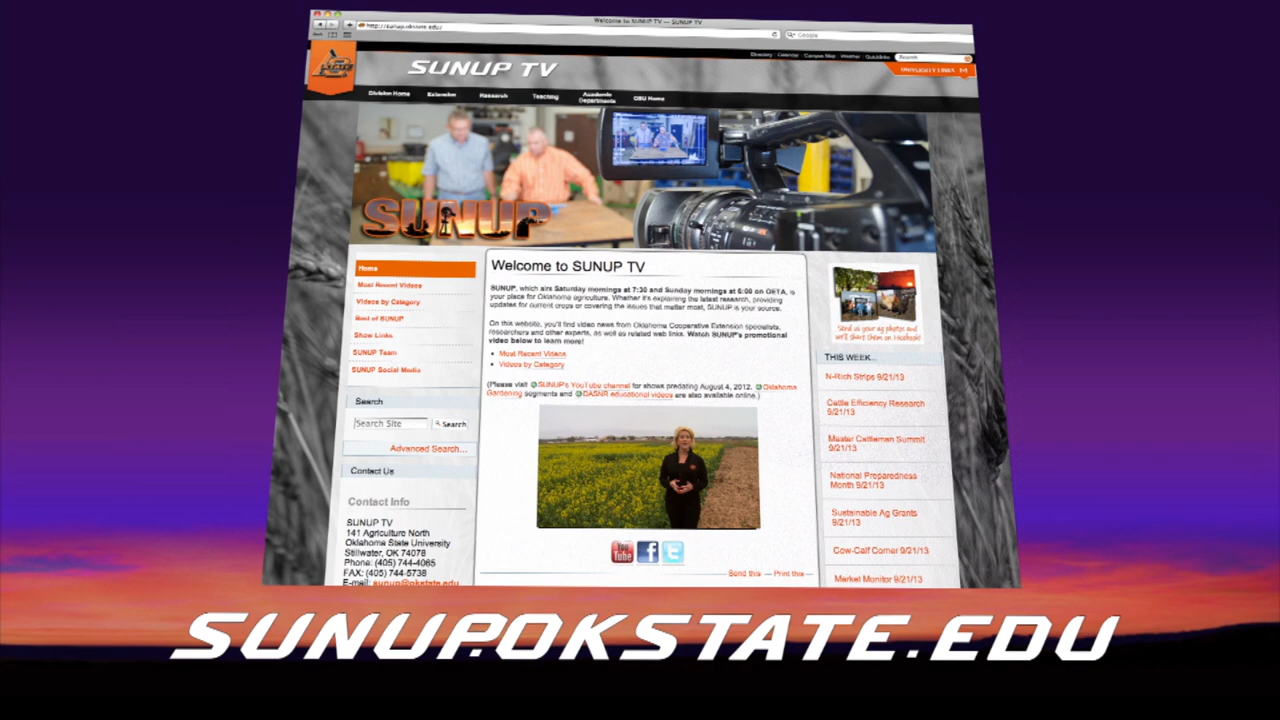 Welcome to SUNUP TV — SUNUP TV
http://sunup.okstate.edu/
Google
Directory Calendar Campus Map Weather Quicklinks
Search
STATE
SUNUP TV
UNIVERSITY LINKS
Division Home Extension Research Teaching Academic Departments OSU Home
SUNUP
Home
Most Recent Videos
Videos by Category
Best of SUNUP
Show Links
SUNUP Team
SUNUP Social Media
Search
Search Site
Search
Advanced Search...
Contact Us
Contact Info
SUNUP TV
141 Agriculture North
Oklahoma State University
Stillwater, OK 74078
Phone: (405) 744-4065
FAX: (405) 744-5738
E-mail: sunup@okstate.edu
Welcome to SUNUP TV
SUNUP, which airs Saturday mornings at 7:30 and Sunday mornings at 6:00 on OETA, is
your place for Oklahoma agriculture. Whether it's explaining the latest research, providing
updates for current crops or covering the issues that matter most, SUNUP is your source.
On this website, you'll find video news from Oklahoma Cooperative Extension specialists,
researchers and other experts, as well as related web links. Watch SUNUP's promotional
video below to learn more!
Most Recent Videos
Videos by Category
(Please visit SUNUP's YouTube channel for shows predating August 4, 2012. Oklahoma
Gardening segments and DASNR educational videos are also available online.)
You
Tube
Send this — Print this —
Send us your ag photos and
we'll share them on Facebook!
THIS WEEK...
N-Rich Strips 9/21/13
Cattle Efficiency Research
9/21/13
Master Cattleman Summit
9/21/13
National Preparedness
Month 9/21/13
Sustainable Ag Grants
9/21/13
Cow-Calf Corner 9/21/13
Market Monitor 9/21/13
SUNUP.OKSTATE.EDU